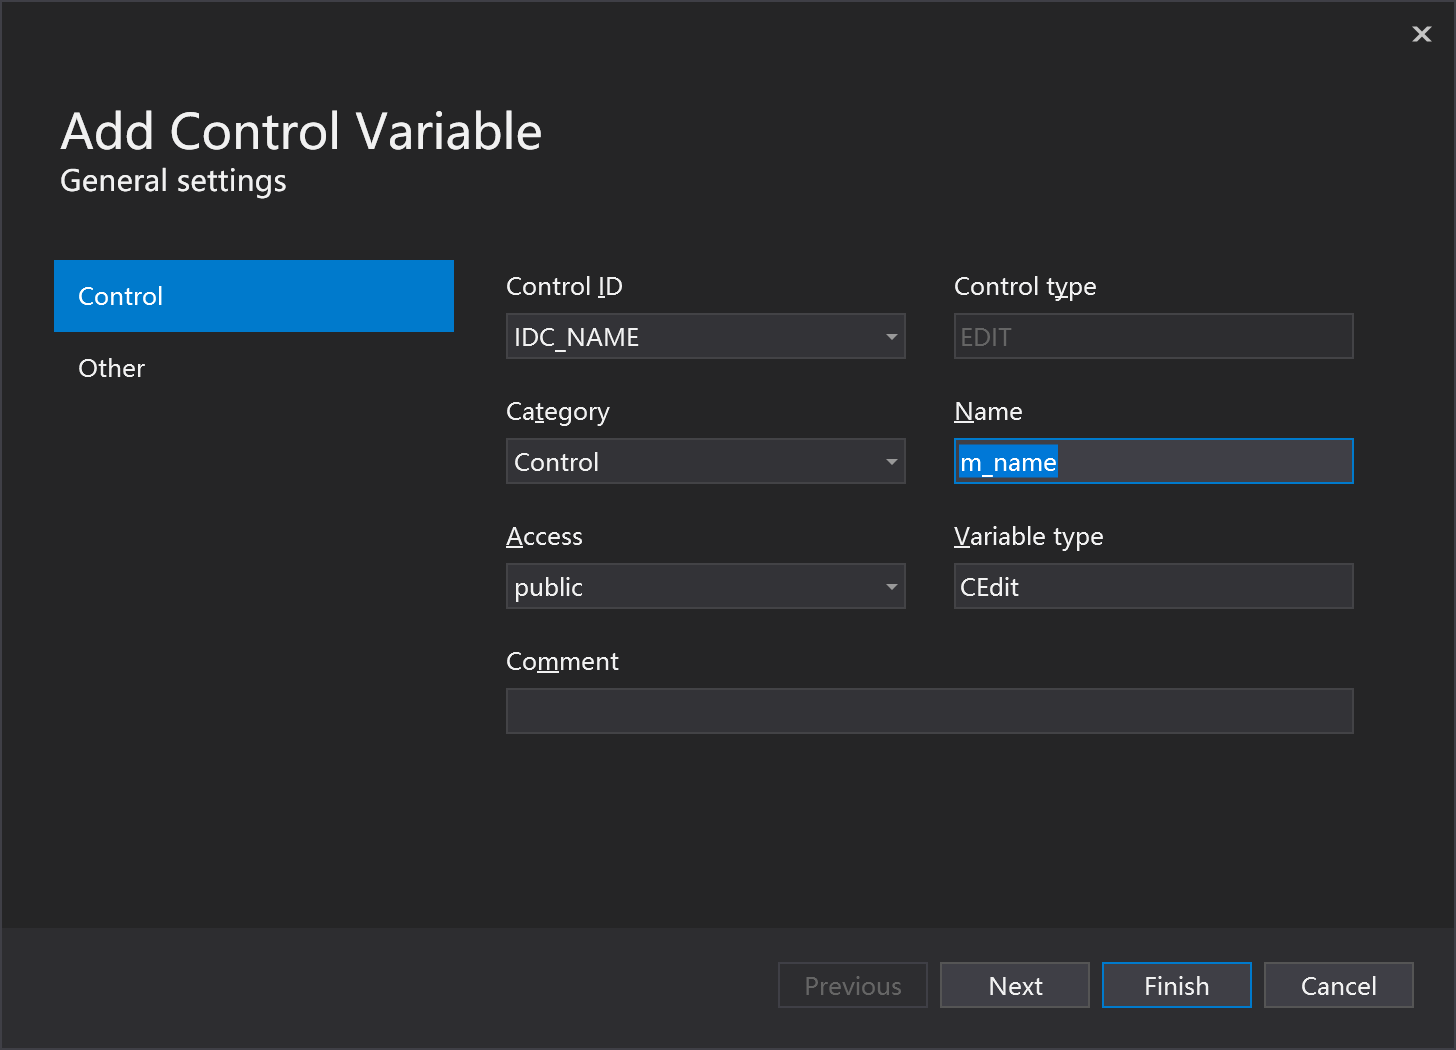 Add Control Variable
General settings
Control
Other
Control ID
IDC_NAME
Control type
EDIT
Category
Control
Name
m_name
Access
public
Variable type
CEdit
Comment
Previous
Next
Finish
Cancel